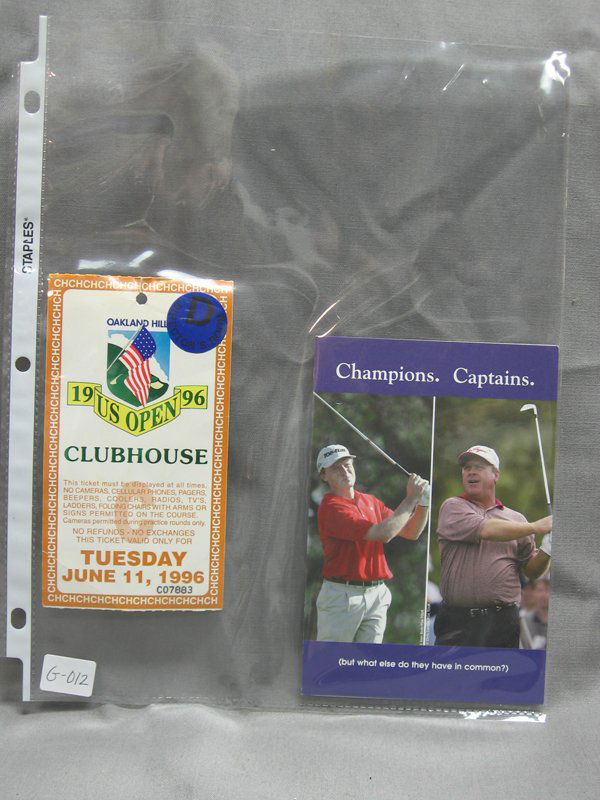 STAPLES®
CHCHCHCHCHCHCHCHCHCH
D
OAKLAND HILL
19 96
US OPEN
CLUBHOUSE
This ticket must be displayed at all times,
NO CAMERAS, CELLULAR PHONES, PAGERS,
BEEPERS, COOLERS, RADIOS, TV'S,
LADDERS, FOLDING CHAIRS WITH ARMS OR
SIGNS PERMITTED ON THE COURSE.
Cameras permitted during practice rounds only.
NO REFUNDS - NO EXCHANGES
THIS TICKET VALID ONLY FOR
TUESDAY
JUNE 11, 1996
C07883
G-012
Champions. Captains.
(but what else do they have in common?)